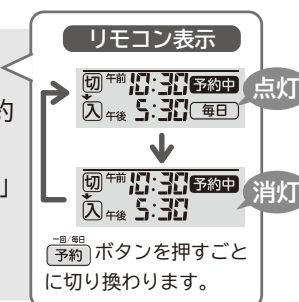 リモコン表示
切 午前 10:30 予約中
入 午後 5:30 毎日
点灯
約
切 午前 10:30 予約中
入 午後 5:30
消灯
」
一回/毎日
予約 ボタンを押すごと
に切り換わります。